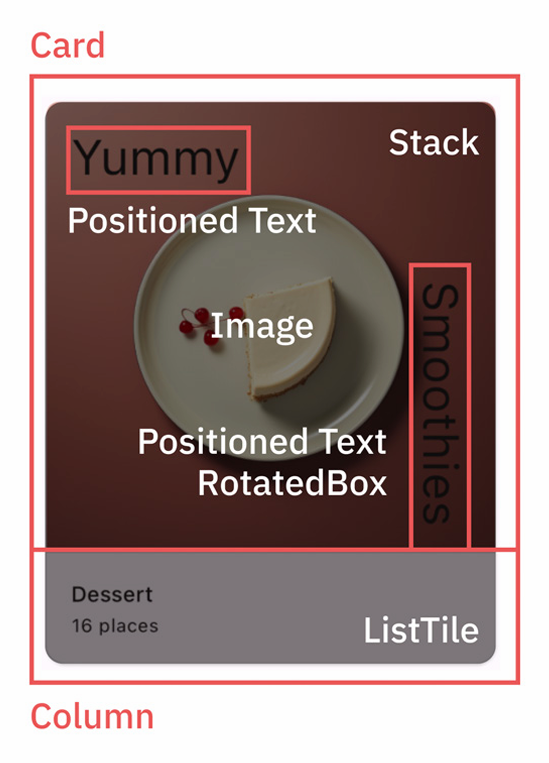 Card
Yummy
Stack
Positioned Text
Image
Smoothies
Positioned Text
RotatedBox
Dessert
16 places
ListTile
Column